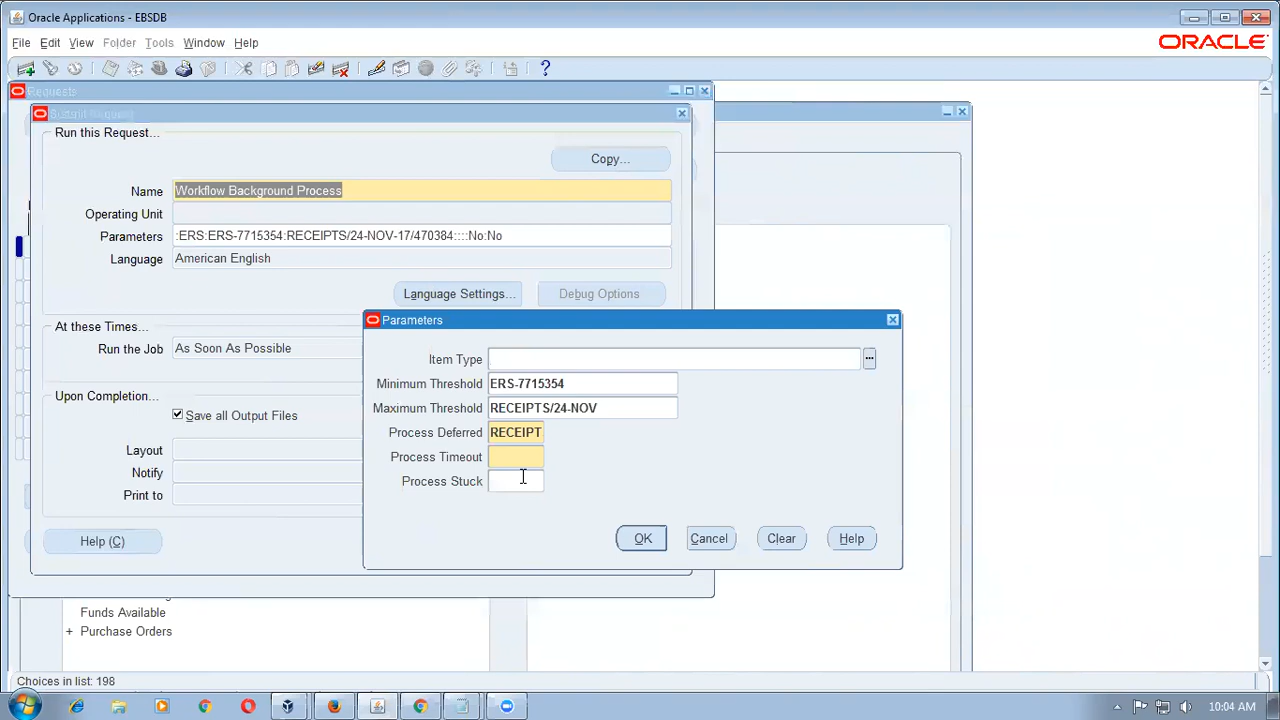 Oracle Applications - EBSDB
File Edit View Folder Tools Window Help
ORACLE
Requests
Submit Request
Run this Request...
Copy...
Name Workflow Background Process
Operating Unit
Parameters :ERS:ERS-7715354:RECEIPTS/24-NOV-17/470384::::No:No
Language American English
Language Settings... Debug Options
At these Times...
Run the Job As Soon As Possible
Upon Completion...
Save all Output Files
Layout
Notify
Print to
Help (C)
Parameters
Item Type
Minimum Threshold ERS-7715354
Maximum Threshold RECEIPTS/24-NOV
Process Deferred RECEIPT
Process Timeout
Process Stuck
OK Cancel Clear Help
Funds Available
+ Purchase Orders
Choices in list: 198
10:04 AM